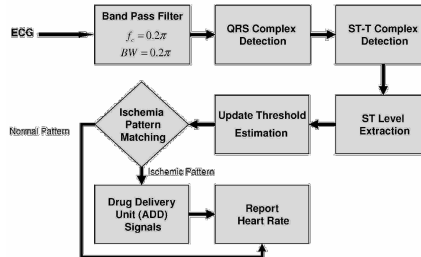 ECG
Band Pass Filter
f_c = 0.2π
BW = 0.2π
QRS Complex
Detection
ST-T Complex
Detection
Ischemia
Pattern
Matching
Update Threshold
Estimation
ST Level
Extraction
Normal Pattern
Ischemic Pattern
Drug Delivery
Unit (ADD)
Signals
Report
Heart Rate